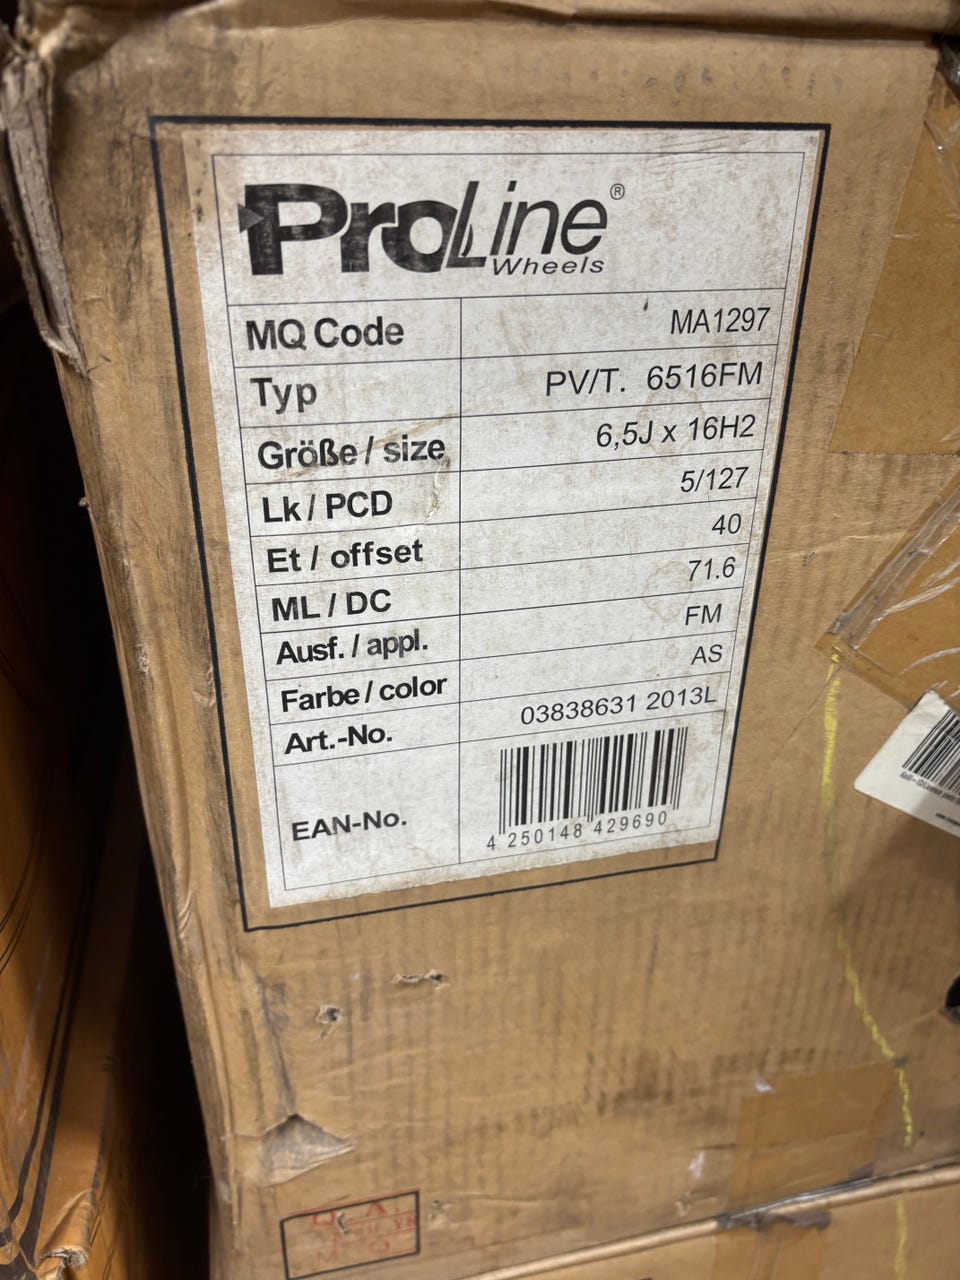 ProLine®
Wheels
MQ Code MA1297
Typ PV/T. 6516FM
Größe / size 6,5J x 16H2
Lk / PCD 5/127
Et / offset 40
ML / DC 71.6
Ausf. / appl. FM
Farbe / color AS
Art.-No. 03838631 2013L
EAN-No. 4 250148 429690
Q.A.